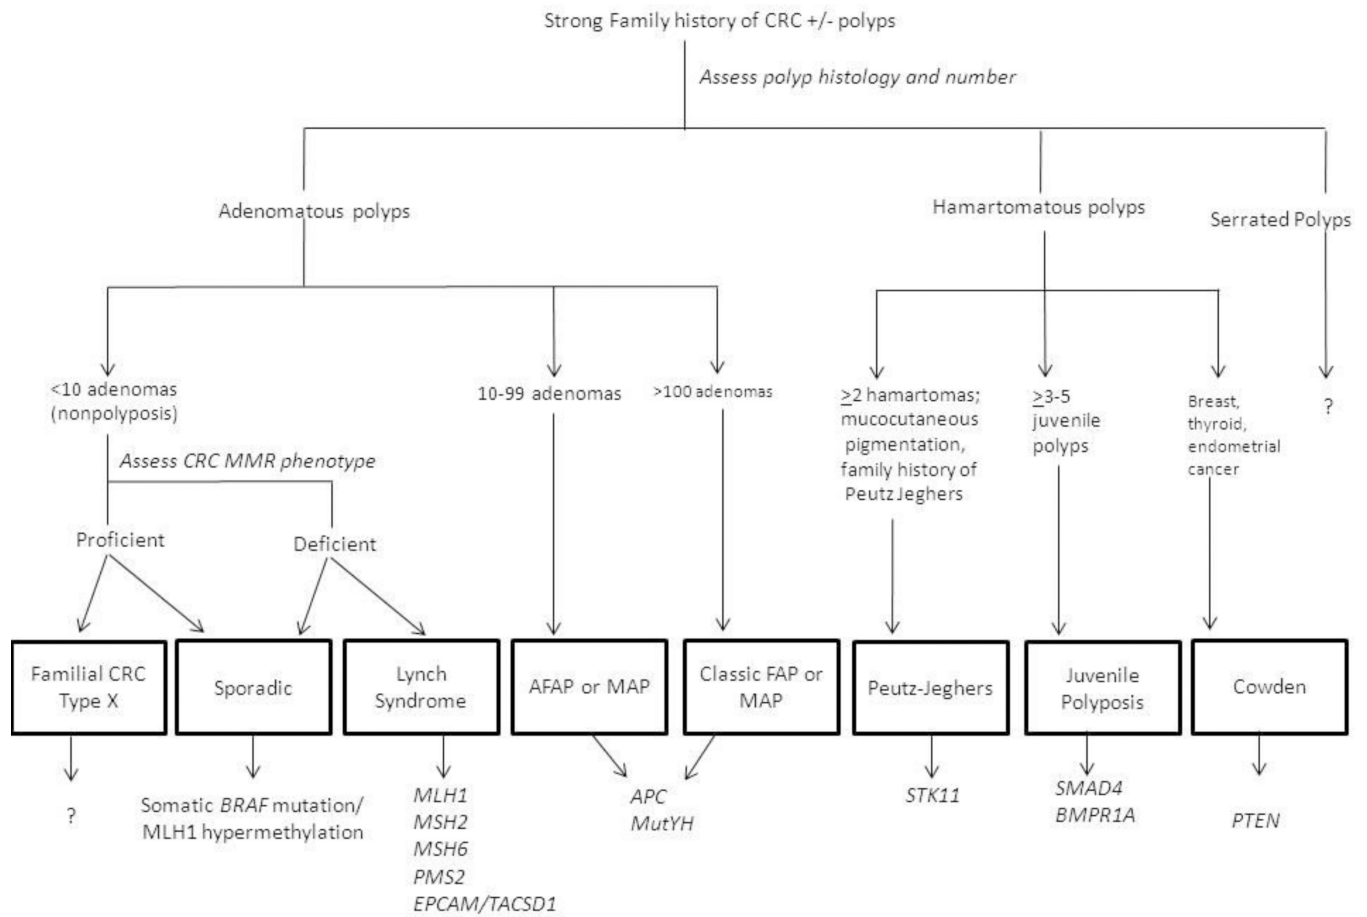 Strong Family history of CRC +/- polyps
Assess polyp histology and number
Adenomatous polyps
Hamartomatous polyps
Serrated Polyps
<10 adenomas
(nonpolyposis)
10-99 adenomas
>100 adenomas
≥2 hamartomas;
mucocutaneous
pigmentation,
family history of
Peutz Jeghers
≥3-5
juvenile
polyps
Breast,
thyroid,
endometrial
cancer
?
Assess CRC MMR phenotype
Proficient
Deficient
Familial CRC
Type X
Sporadic
Lynch
Syndrome
AFAP or MAP
Classic FAP or
MAP
Peutz-Jeghers
Juvenile
Polyposis
Cowden
?
Somatic BRAF mutation/
MLH1 hypermethylation
MLH1
MSH2
MSH6
PMS2
EPCAM/TACSD1
APC
MutYH
STK11
SMAD4
BMPR1A
PTEN